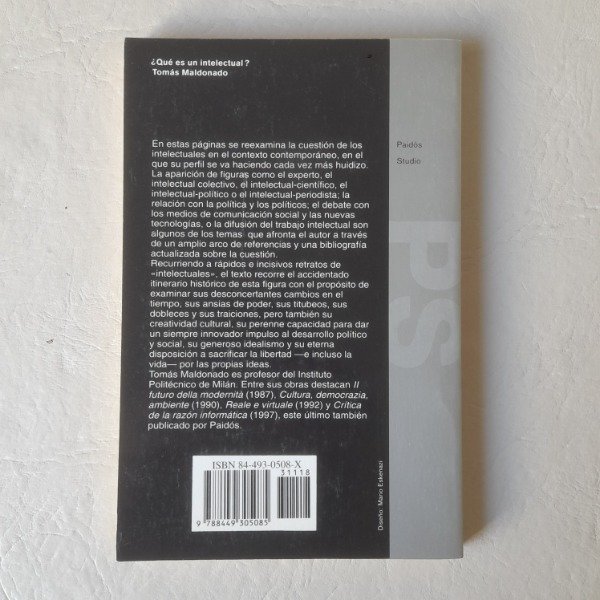 ¿Qué es un intelectual?
Tomás Maldonado
En estas páginas se reexamina la cuestión de los
intelectuales en el contexto contemporáneo, en el
que su perfil se va haciendo cada vez más huidizo.
La aparición de figuras como el experto, el
intelectual colectivo, el intelectual-científico, el
intelectual-político o el intelectual-periodista; la
relación con la política y los políticos; el debate con
los medios de comunicación social y las nuevas
tecnologías, o la difusión del trabajo intelectual son
algunos de los temas que afronta el autor a través
de un amplio arco de referencias y una bibliografía
actualizada sobre la cuestión.
Recurriendo a rápidos e incisivos retratos de
«intelectuales», el texto recorre el accidentado
itinerario histórico de esta figura con el propósito de
examinar sus desconcertantes cambios en el
tiempo, sus ansias de poder, sus titubeos, sus
dobleces y sus traiciones, pero también su
creatividad cultural, su perenne capacidad para dar
un siempre innovador impulso al desarrollo político
y social, su generoso idealismo y su eterna
disposición a sacrificar la libertad —e incluso la
vida— por las propias ideas.
Tomás Maldonado es profesor del Instituto
Politécnico de Milán. Entre sus obras destacan Il
futuro della modernità (1987), Cultura, democrazia,
ambiente (1990), Reale e virtuale (1992) y Crítica
de la razón informática (1997), este último también
publicado por Paidós.
ISBN 84-493-0508-X
31118
9 788449 305085
Paidós
Studio
PS
Diseño: Mario Eskenazi